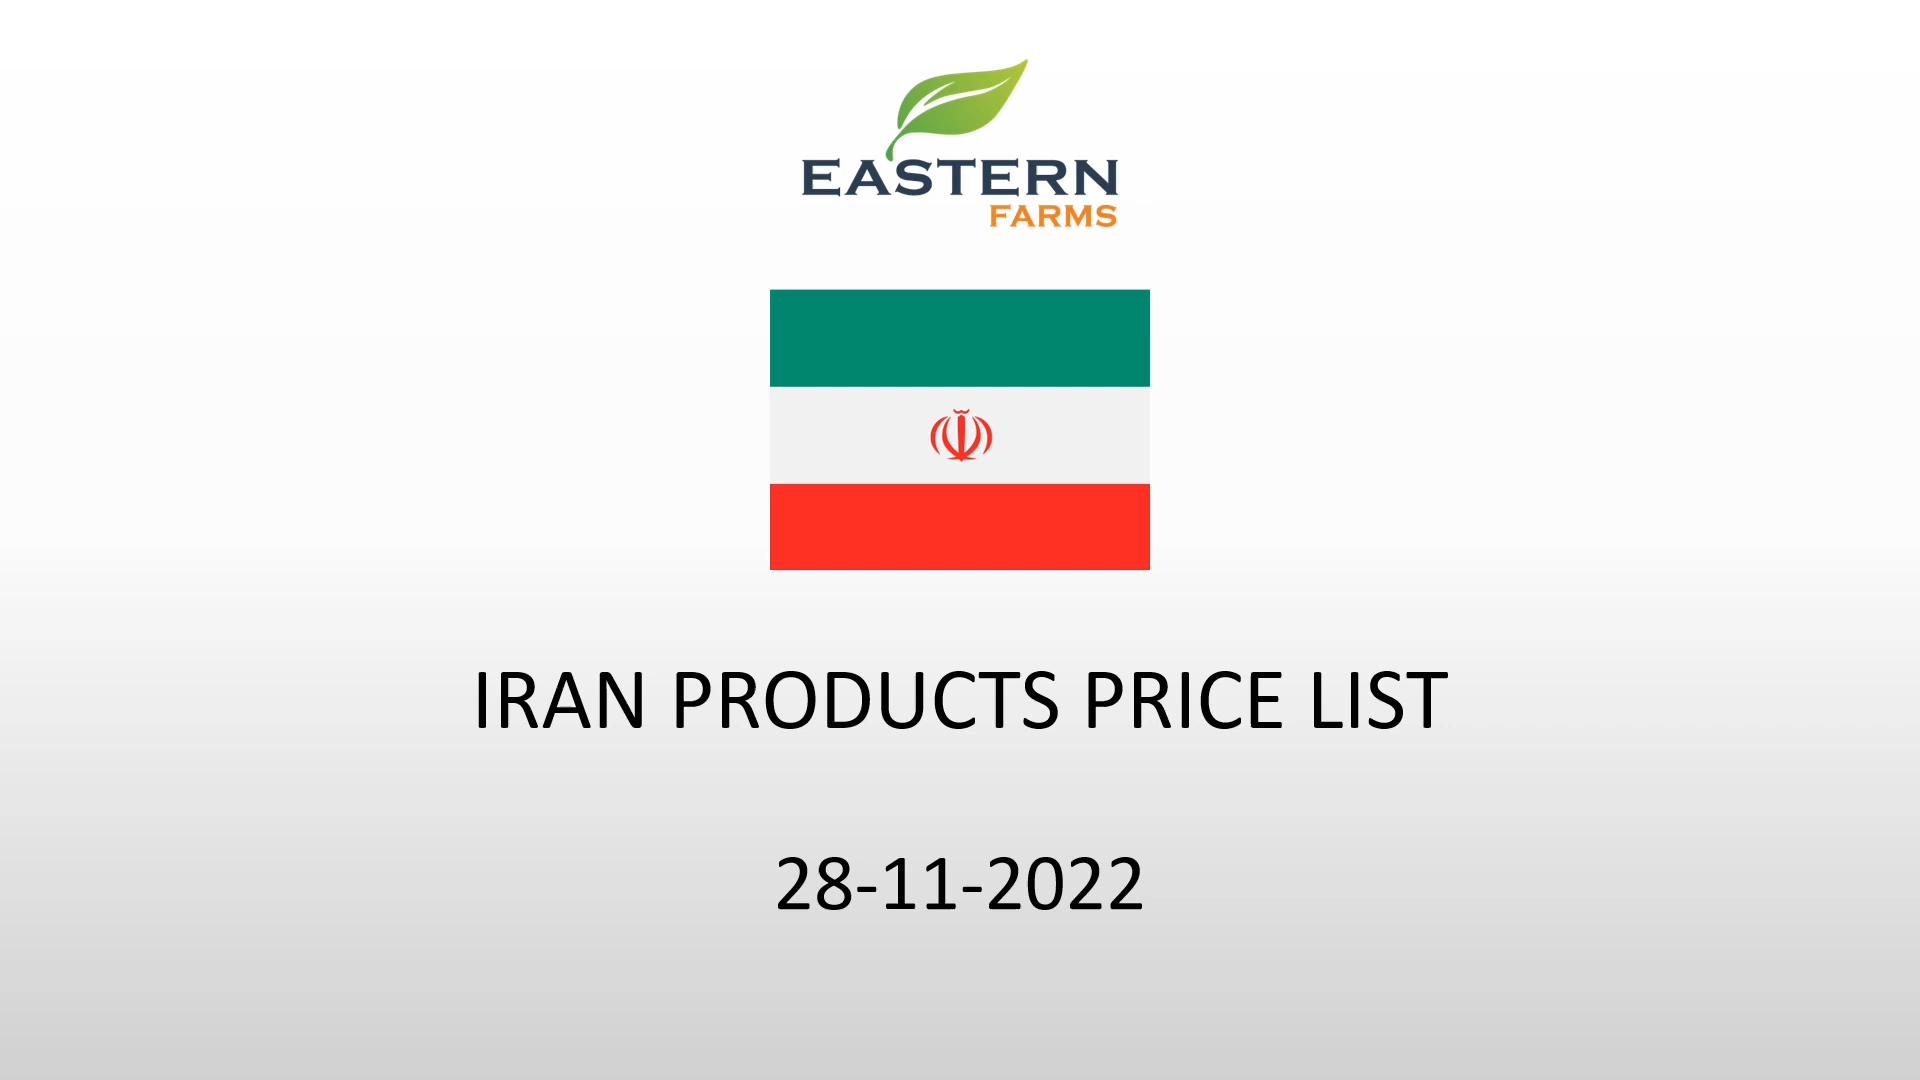 EASTERN
FARMS
IRAN PRODUCTS PRICE LIST
28-11-2022